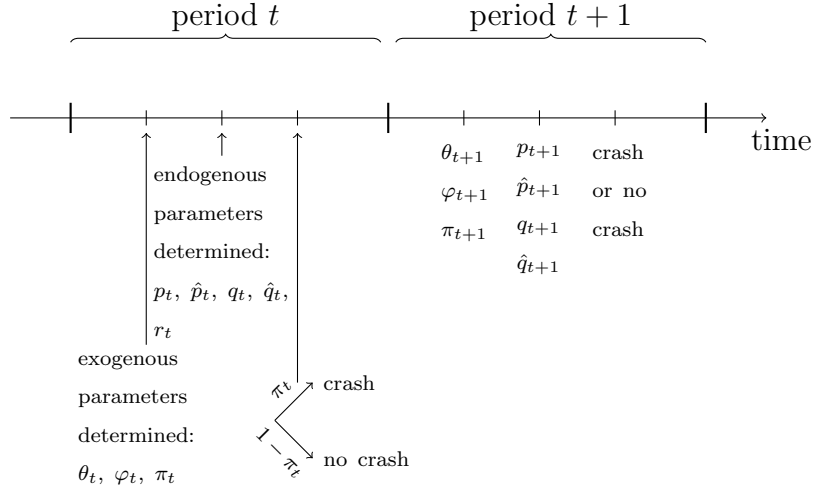 period t
period t + 1
time
endogenous
parameters
determined:
p_t, p̂_t, q_t, q̂_t,
r_t
exogenous
parameters
determined:
θ_t, φ_t, π_t
π_t
crash
1 − π_t
no crash
θ_{t+1}
φ_{t+1}
π_{t+1}
p_{t+1}
p̂_{t+1}
q_{t+1}
q̂_{t+1}
crash
or no
crash